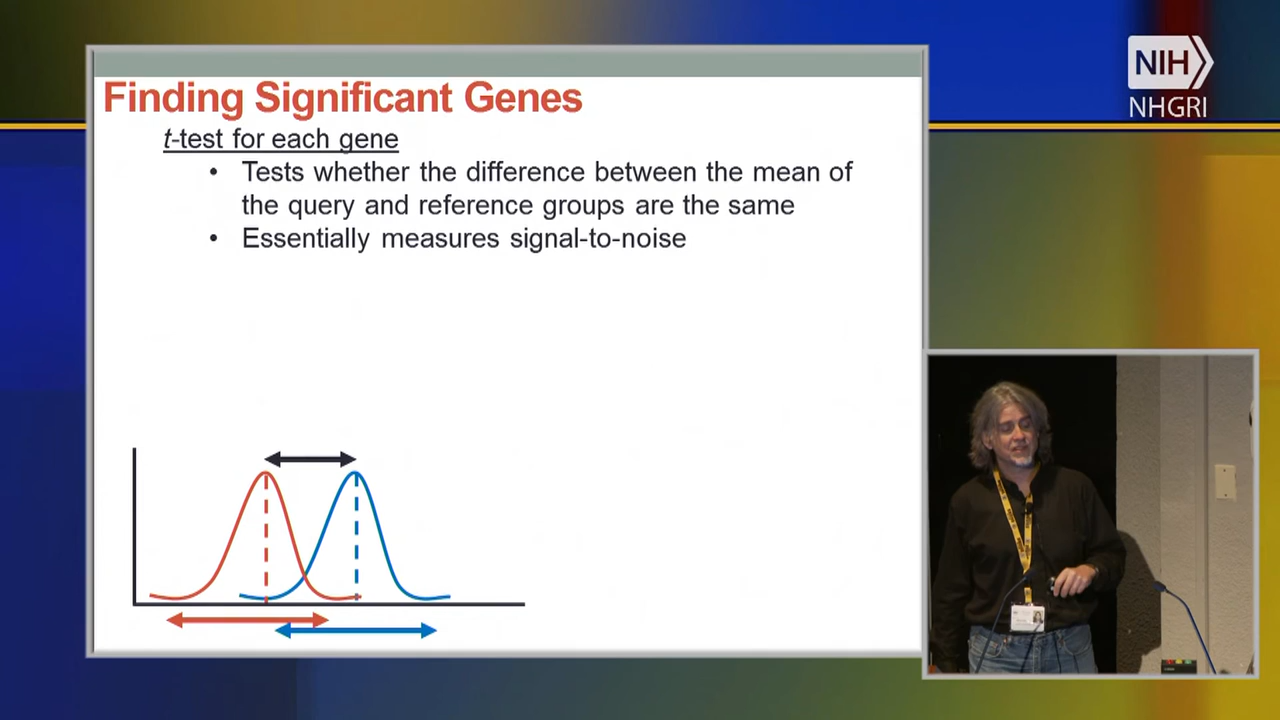 NIH
NHGRI
Finding Significant Genes
t-test for each gene
• Tests whether the difference between the mean of
the query and reference groups are the same
• Essentially measures signal-to-noise